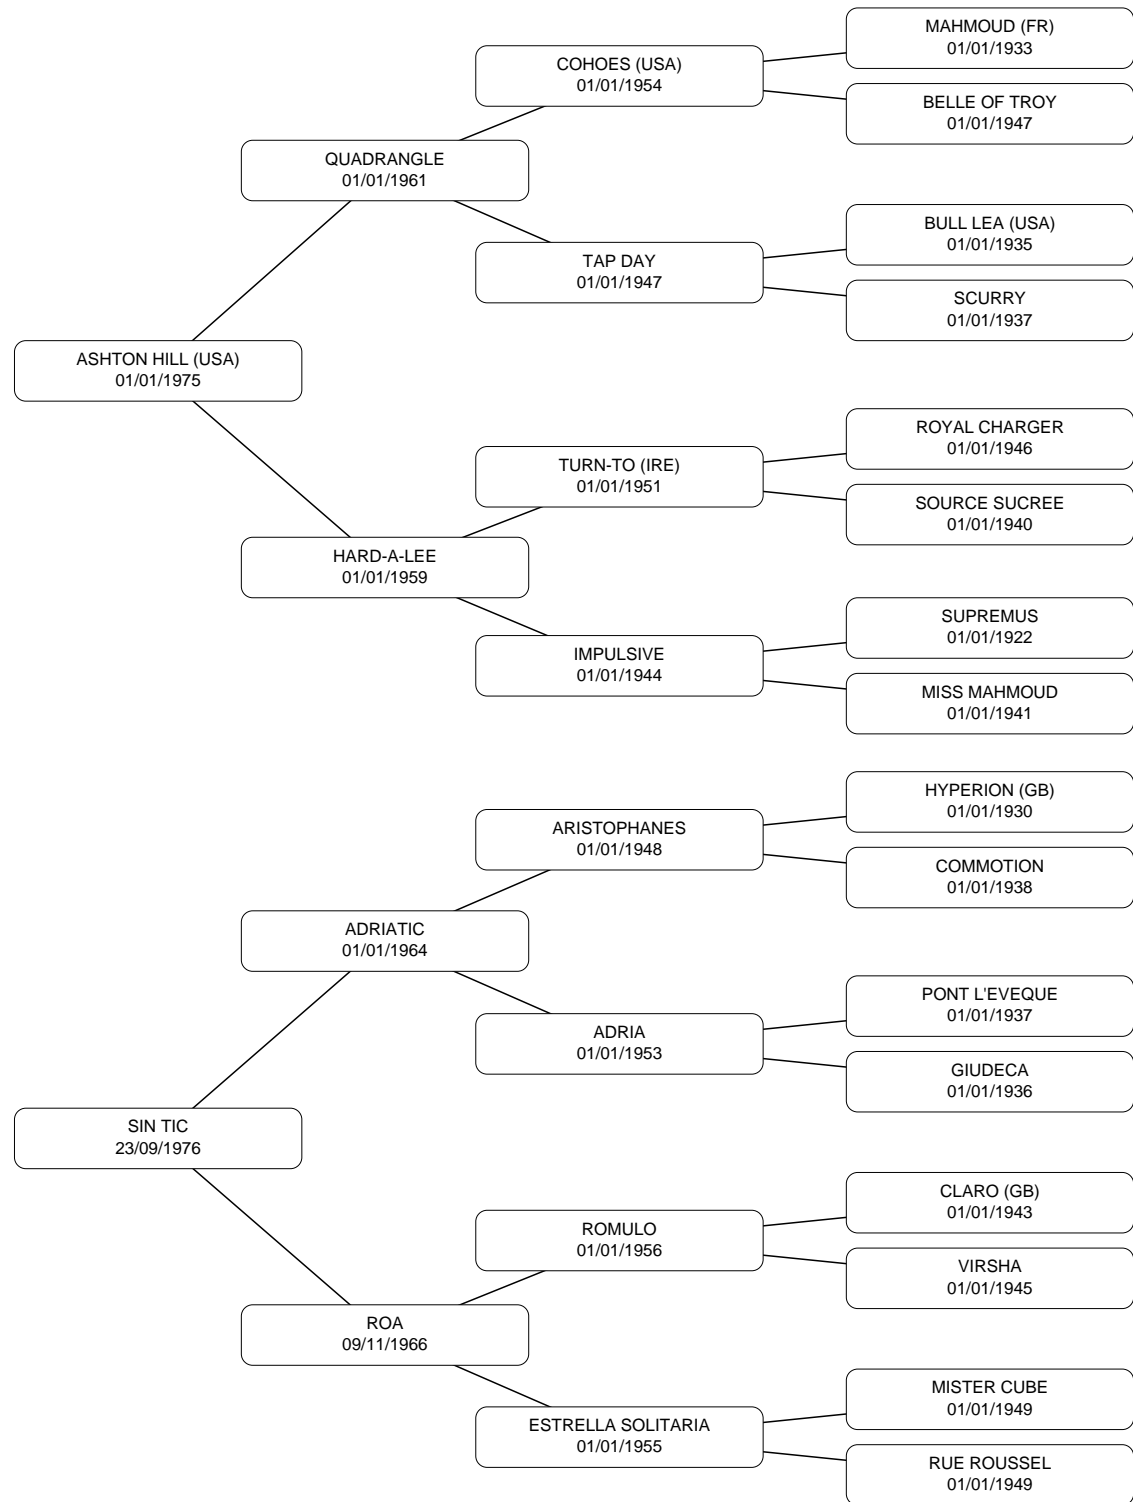 MAHMOUD (FR)
01/01/1933
COHOES (USA)
01/01/1954
BELLE OF TROY
01/01/1947
QUADRANGLE
01/01/1961
BULL LEA (USA)
01/01/1935
TAP DAY
01/01/1947
SCURRY
01/01/1937
ASHTON HILL (USA)
01/01/1975
ROYAL CHARGER
01/01/1946
TURN-TO (IRE)
01/01/1951
SOURCE SUCREE
01/01/1940
HARD-A-LEE
01/01/1959
SUPREMUS
01/01/1922
IMPULSIVE
01/01/1944
MISS MAHMOUD
01/01/1941
HYPERION (GB)
01/01/1930
ARISTOPHANES
01/01/1948
COMMOTION
01/01/1938
ADRIATIC
01/01/1964
PONT L'EVEQUE
01/01/1937
ADRIA
01/01/1953
GIUDECA
01/01/1936
SIN TIC
23/09/1976
CLARO (GB)
01/01/1943
ROMULO
01/01/1956
VIRSHA
01/01/1945
ROA
09/11/1966
MISTER CUBE
01/01/1949
ESTRELLA SOLITARIA
01/01/1955
RUE ROUSSEL
01/01/1949